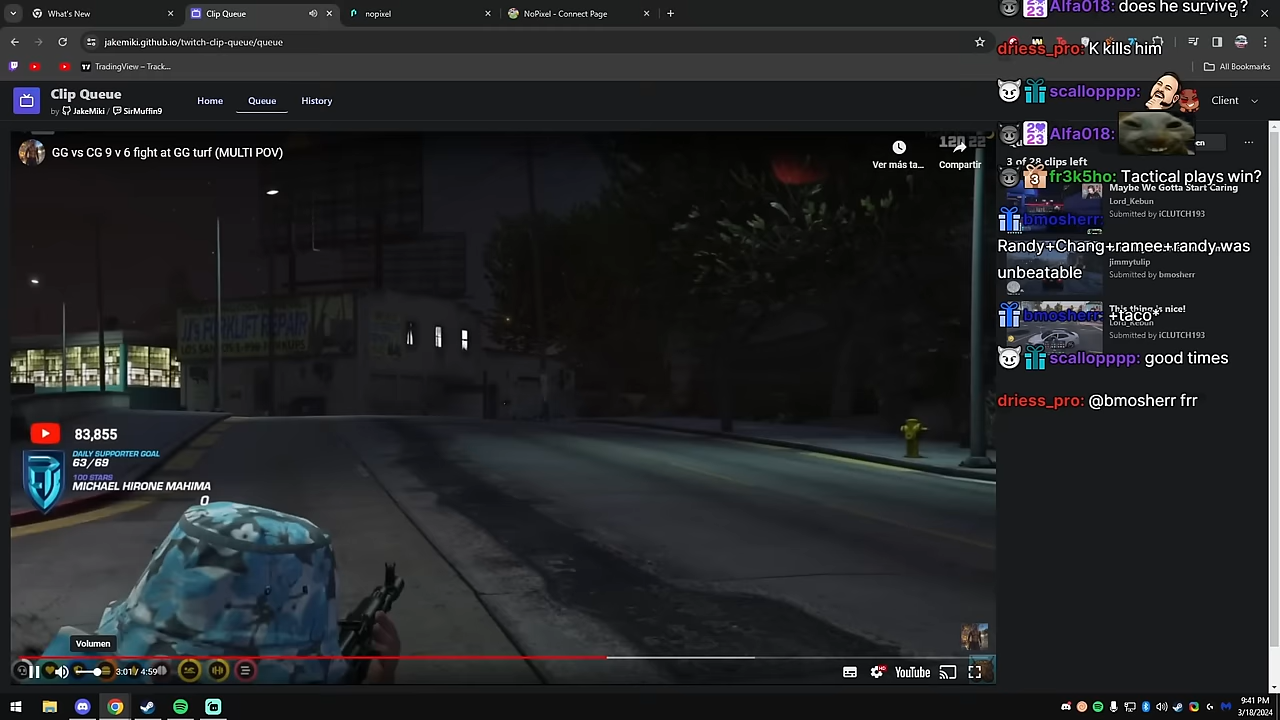 What's New
Clip Queue
nopixel
NoPixel - Connect Page
jakemiki.github.io/twitch-clip-queue/queue
TradingView – Track...
All Bookmarks
Clip Queue
by JakeMiki / SirMuffin9
Home
Queue
History
Client
GG vs CG 9 v 6 fight at GG turf (MULTI POV)
Ver más ta...
Compartir
83,855
DAILY SUPPORTER GOAL
63/69
100 STARS
MICHAEL HIRONE MAHIMA
0
Volumen
3:01 / 4:59
HD
YouTube
Alfa018: does he survive ?
driess_pro: K kills him
scallopppp:
Alfa018:
3 of 28 clips left
fr3k5ho: Tactical plays win?
Maybe We Gotta Start Caring
Lord_Kebun
Submitted by iCLUTCH193
bmosherr:
Randy+Chang+ramee+randy was
unbeatable
jimmytulip
Submitted by bmosherr
This thing is nice!
bmosherr: +taco*
Lord_Kebun
Submitted by iCLUTCH193
scallopppp: good times
driess_pro: @bmosherr frr
9:41 PM
3/18/2024